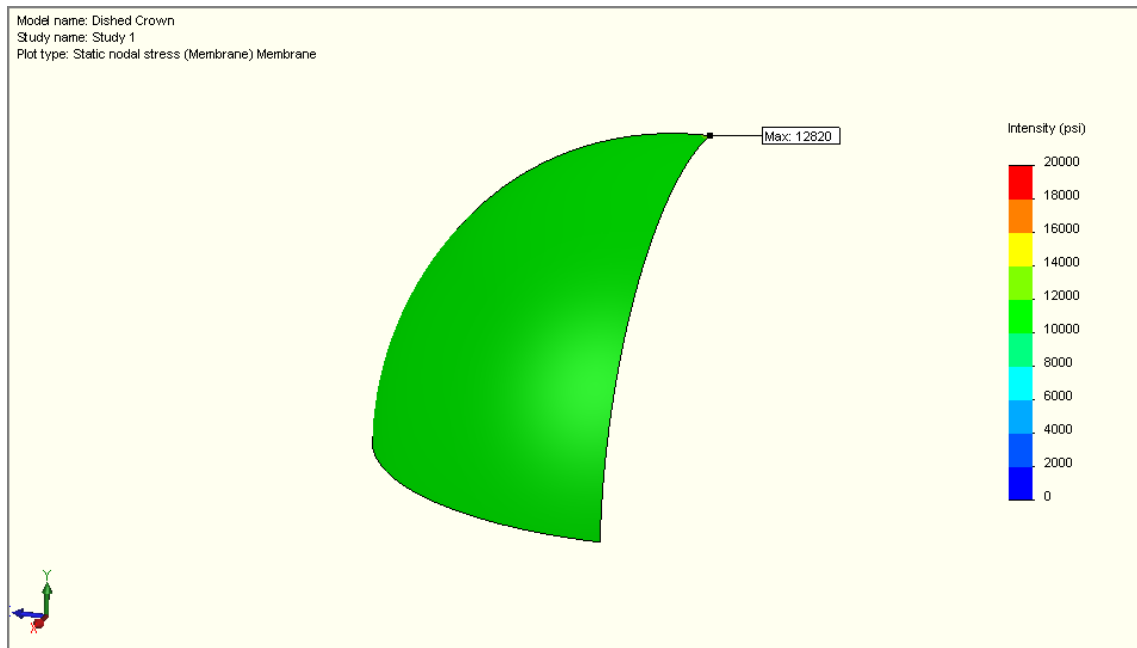 Model name: Dished Crown
Study name: Study 1
Plot type: Static nodal stress (Membrane) Membrane
Max: 12820
Intensity (psi)
20000
18000
16000
14000
12000
10000
8000
6000
4000
2000
0
Y
X